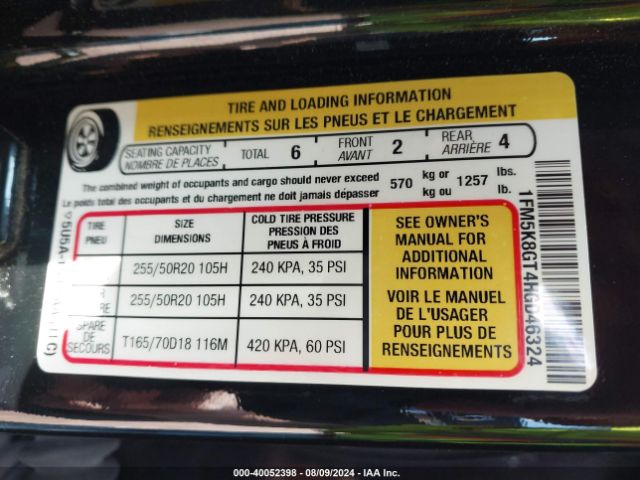 TIRE AND LOADING INFORMATION
RENSEIGNEMENTS SUR LES PNEUS ET LE CHARGEMENT
SEATING CAPACITY
NOMBRE DE PLACES
TOTAL 6
FRONT
AVANT
2
REAR
ARRIÈRE
4
The combined weight of occupants and cargo should never exceed
Le poids total des occupants et du chargement ne doit jamais dépasser
570 kg or 1257 lbs.
kg ou lb.
TIRE
PNEU
SIZE
DIMENSIONS
COLD TIRE PRESSURE
PRESSION DES
PNEUS À FROID
255/50R20 105H
240 KPA, 35 PSI
255/50R20 105H
240 KPA, 35 PSI
SPARE
DE
SECOURS
T165/70D18 116M
420 KPA, 60 PSI
SEE OWNER'S
MANUAL FOR
ADDITIONAL
INFORMATION
VOIR LE MANUEL
DE L'USAGER
POUR PLUS DE
RENSEIGNEMENTS
1FM5K8GT4HGD46324
000-40052398 - 08/09/2024 - IAA Inc.